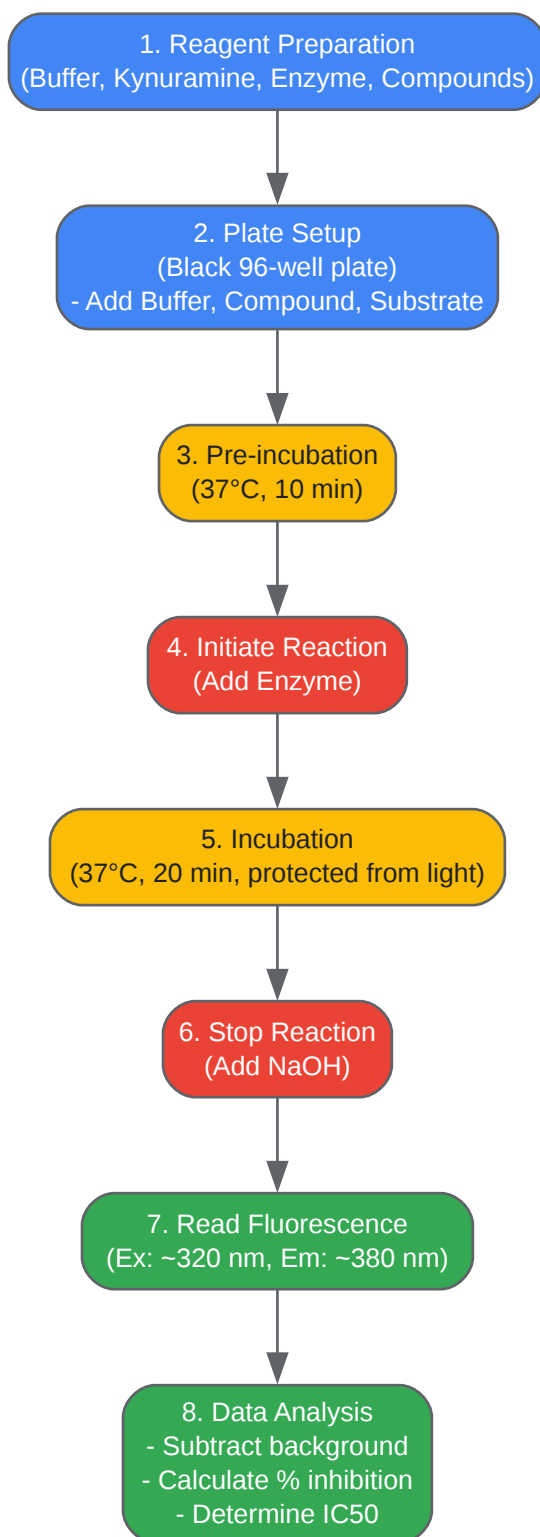 1. Reagent Preparation
(Buffer, Kynuramine, Enzyme, Compounds)
2. Plate Setup
(Black 96-well plate)
- Add Buffer, Compound, Substrate
3. Pre-incubation
(37°C, 10 min)
4. Initiate Reaction
(Add Enzyme)
5. Incubation
(37°C, 20 min, protected from light)
6. Stop Reaction
(Add NaOH)
7. Read Fluorescence
(Ex: ~320 nm, Em: ~380 nm)
8. Data Analysis
- Subtract background
- Calculate % inhibition
- Determine IC50